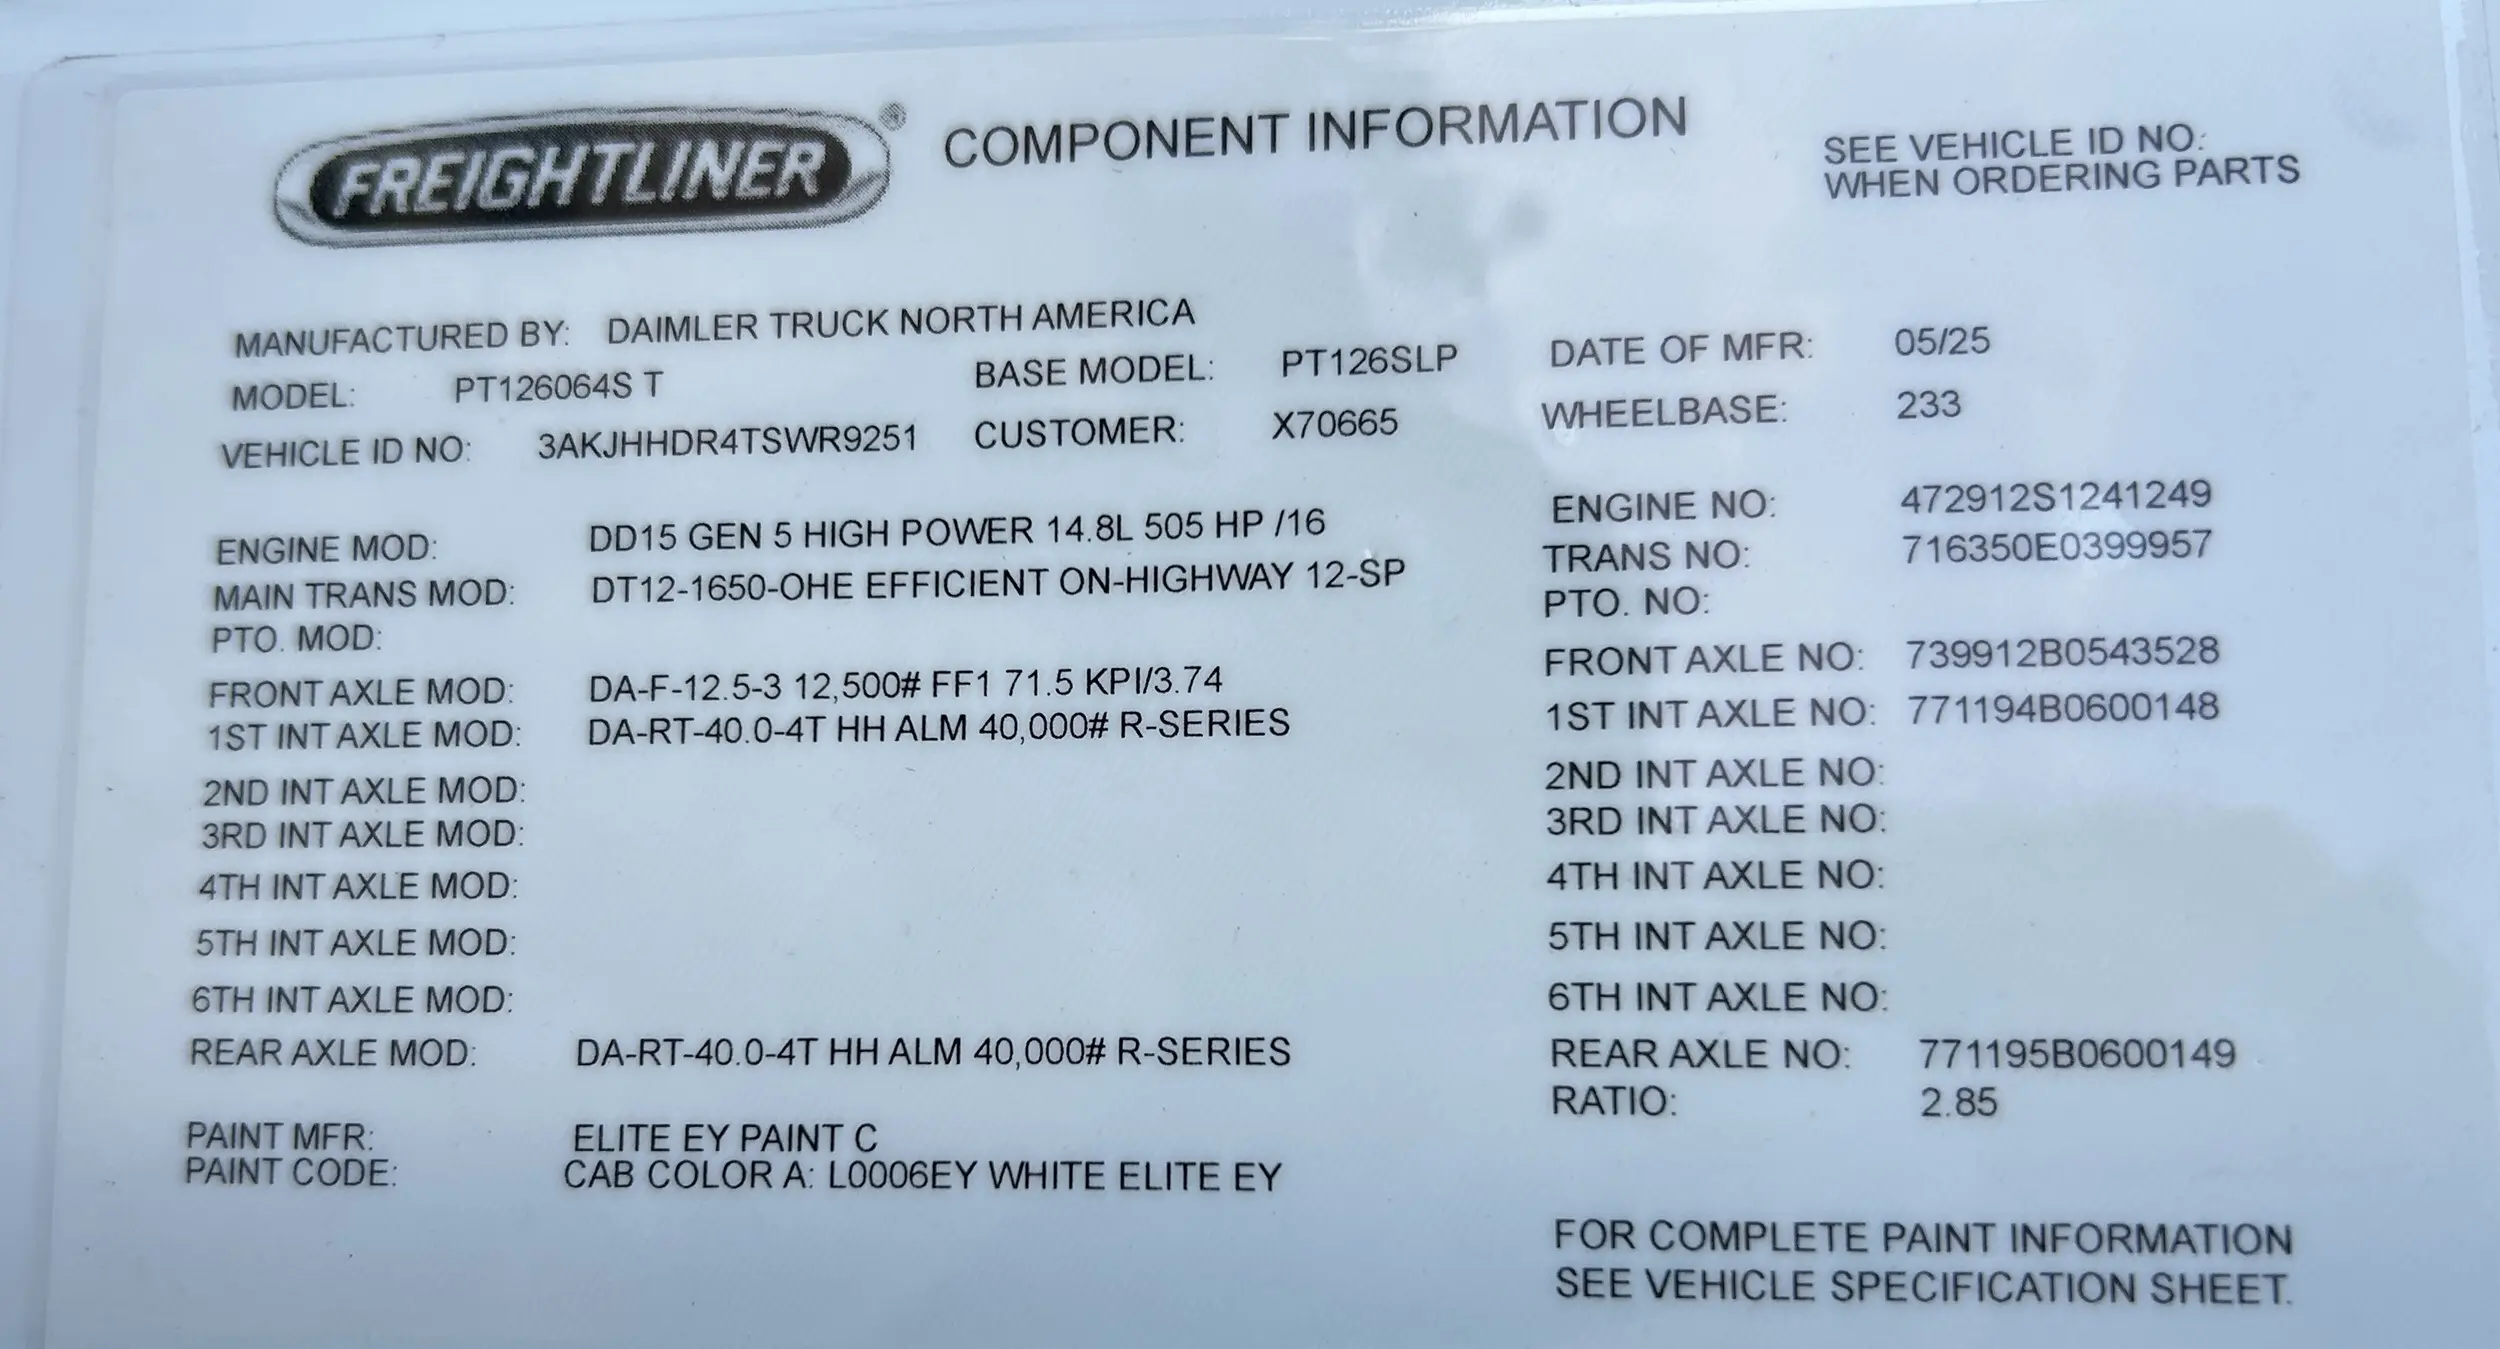 FREIGHTLINER® COMPONENT INFORMATION
SEE VEHICLE ID NO:
WHEN ORDERING PARTS
MANUFACTURED BY: DAIMLER TRUCK NORTH AMERICA
MODEL: PT126064S T BASE MODEL: PT126SLP DATE OF MFR: 05/25
VEHICLE ID NO: 3AKJHHDR4TSWR9251 CUSTOMER: X70665 WHEELBASE: 233
ENGINE MOD: DD15 GEN 5 HIGH POWER 14.8L 505 HP /16 ENGINE NO: 472912S1241249
MAIN TRANS MOD: DT12-1650-OHE EFFICIENT ON-HIGHWAY 12-SP TRANS NO: 716350E0399957
PTO. MOD: PTO. NO:
FRONT AXLE MOD: DA-F-12.5-3 12,500# FF1 71.5 KPI/3.74 FRONT AXLE NO: 739912B0543528
1ST INT AXLE MOD: DA-RT-40.0-4T HH ALM 40,000# R-SERIES 1ST INT AXLE NO: 771194B0600148
2ND INT AXLE MOD: 2ND INT AXLE NO:
3RD INT AXLE MOD: 3RD INT AXLE NO:
4TH INT AXLE MOD: 4TH INT AXLE NO:
5TH INT AXLE MOD: 5TH INT AXLE NO:
6TH INT AXLE MOD: 6TH INT AXLE NO:
REAR AXLE MOD: DA-RT-40.0-4T HH ALM 40,000# R-SERIES REAR AXLE NO: 771195B0600149
RATIO: 2.85
PAINT MFR: ELITE EY PAINT C
PAINT CODE: CAB COLOR A: L0006EY WHITE ELITE EY
FOR COMPLETE PAINT INFORMATION
SEE VEHICLE SPECIFICATION SHEET.